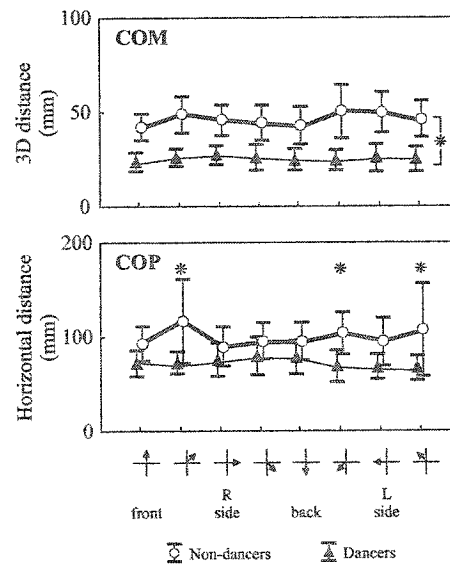 100
COM
3D distance
(mm)
50
*
0
200
COP
* * *
Horizontal distance
(mm)
100
0
R L
front side back side
Non-dancers Dancers